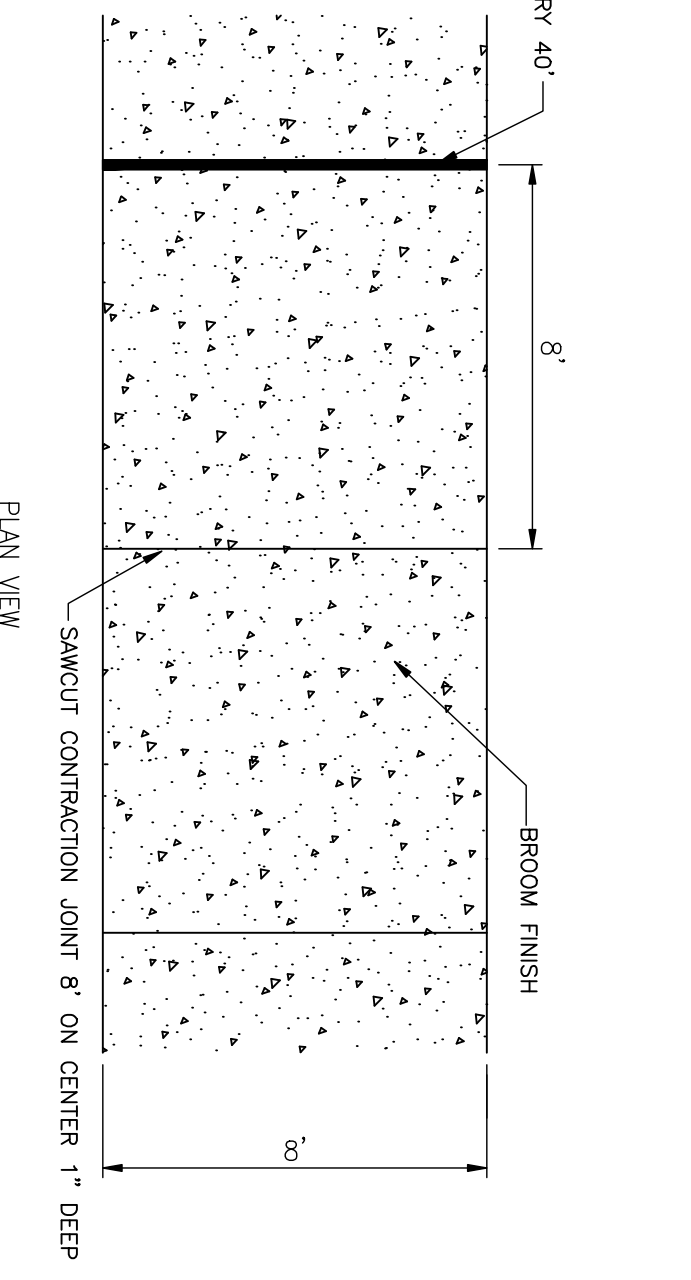 RY 40'
8'
BROOM FINISH
8'
SAWCUT CONTRACTION JOINT 8' ON CENTER 1" DEEP
PLAN VIEW